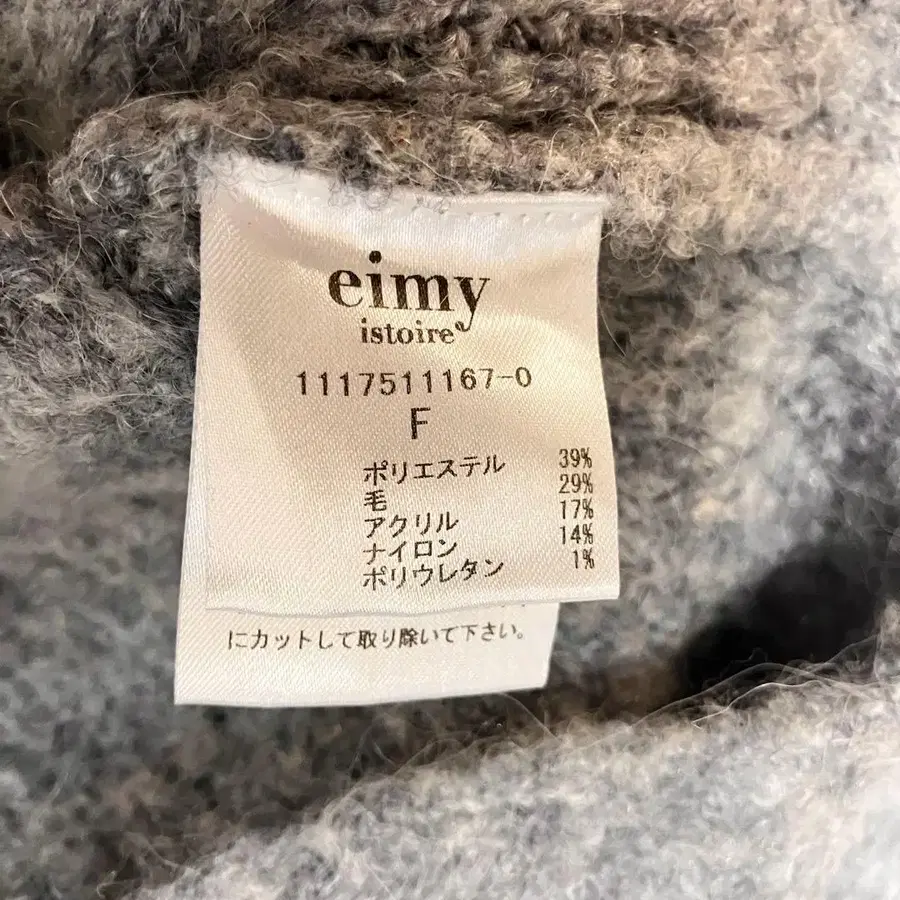 eimy
istoire
1117511167-0
F
ポリエステル 39%
毛 29%
アクリル 17%
ナイロン 14%
ポリウレタン 1%
にカットして取り除いて下さい。